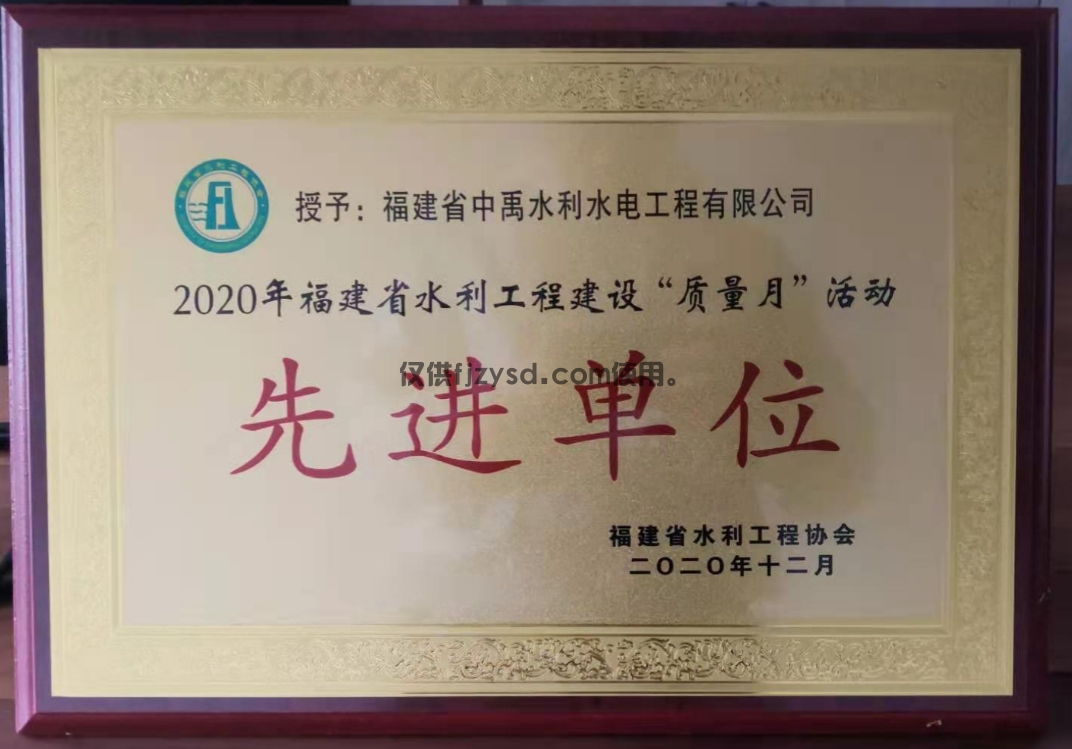 授予：福建省中禹水利水电工程有限公司
2020年福建省水利工程建设“质量月”活动
仅供fjzysd.com使用。
先进单位
福建省水利工程协会
二〇二〇年十二月